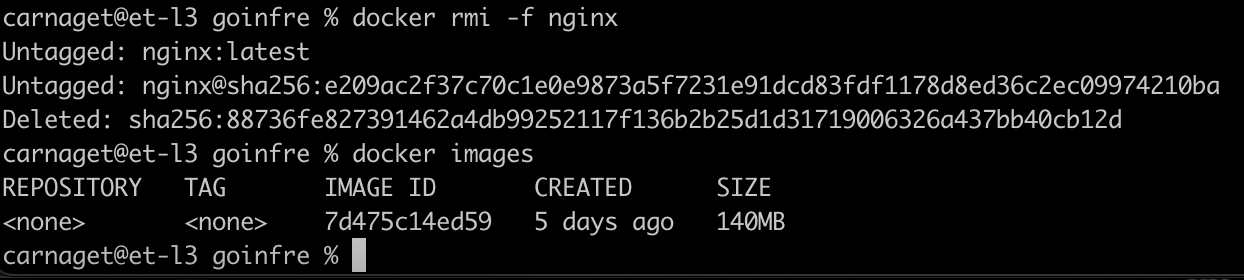 carnaget@et-l3 goinfre % docker rmi -f nginx
Untagged: nginx:latest
Untagged: nginx@sha256:e209ac2f37c70c1e0e9873a5f7231e91dcd83fdf1178d8ed36c2ec09974210ba
Deleted: sha256:88736fe827391462a4db99252117f136b2b25d1d31719006326a437bb40cb12d
carnaget@et-l3 goinfre % docker images
REPOSITORY TAG IMAGE ID CREATED SIZE
<none> <none> 7d475c14ed59 5 days ago 140MB
carnaget@et-l3 goinfre %